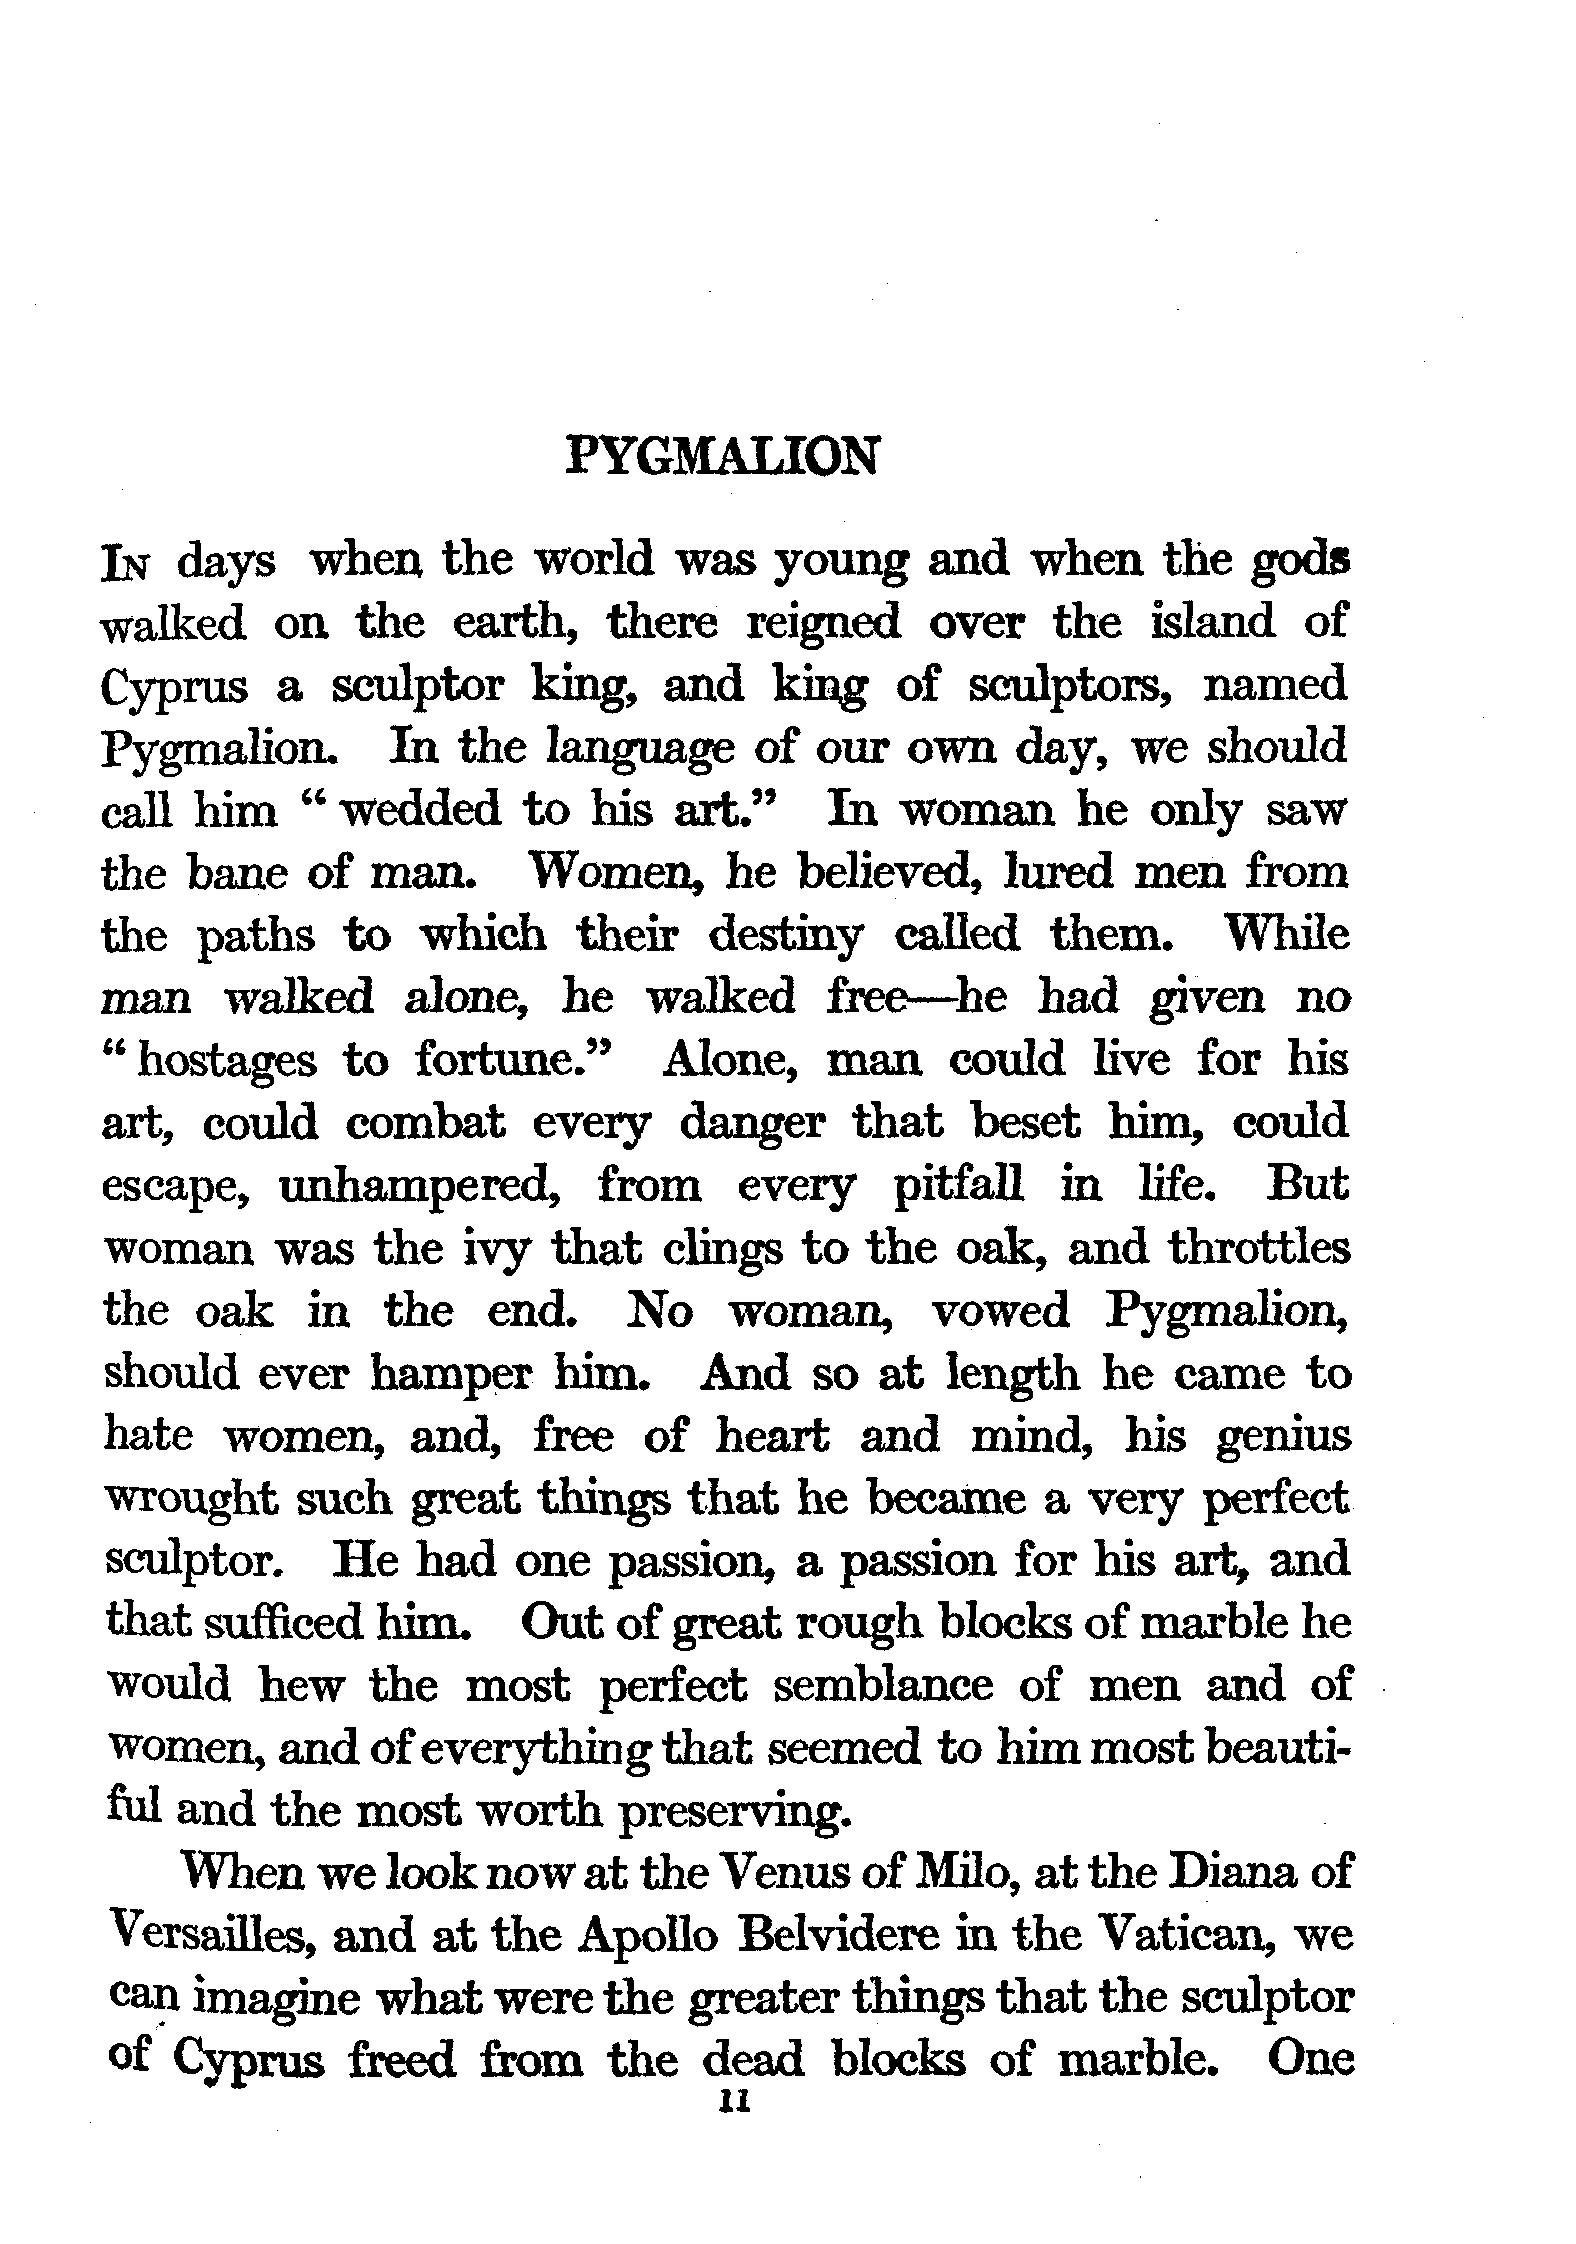 PYGMALION
IN days when the world was young and when the gods
walked on the earth, there reigned over the island of
Cyprus a sculptor king, and king of sculptors, named
Pygmalion. In the language of our own day, we should
call him “ wedded to his art.” In woman he only saw
the bane of man. Women, he believed, lured men from
the paths to which their destiny called them. While
man walked alone, he walked free—he had given no
“ hostages to fortune.” Alone, man could live for his
art, could combat every danger that beset him, could
escape, unhampered, from every pitfall in life. But
woman was the ivy that clings to the oak, and throttles
the oak in the end. No woman, vowed Pygmalion,
should ever hamper him. And so at length he came to
hate women, and, free of heart and mind, his genius
wrought such great things that he became a very perfect
sculptor. He had one passion, a passion for his art, and
that sufficed him. Out of great rough blocks of marble he
would hew the most perfect semblance of men and of
women, and of everything that seemed to him most beauti-
ful and the most worth preserving.
When we look now at the Venus of Milo, at the Diana of
Versailles, and at the Apollo Belvidere in the Vatican, we
can imagine what were the greater things that the sculptor
of Cyprus freed from the dead blocks of marble. One
11